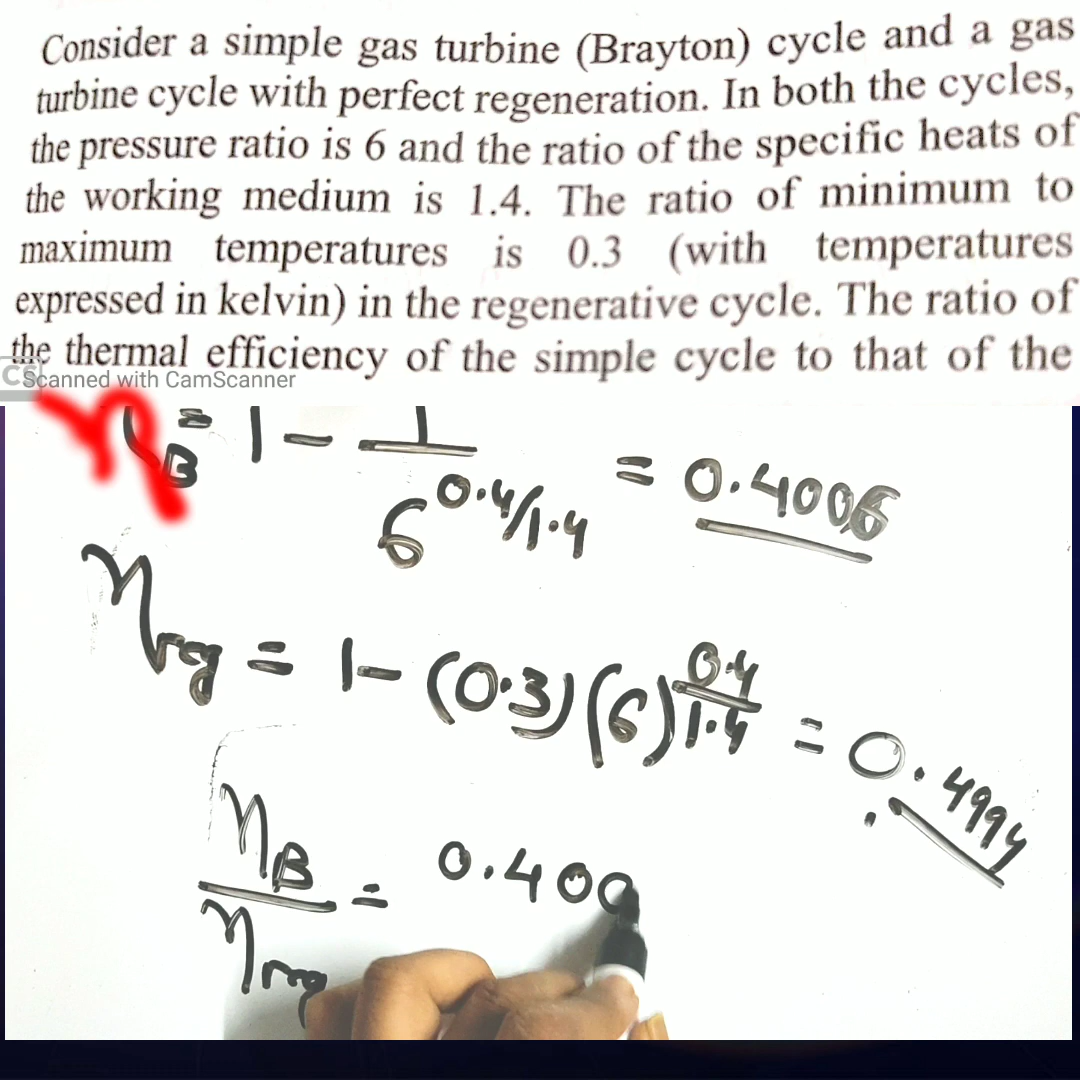 Consider a simple gas turbine (Brayton) cycle and a gas
turbine cycle with perfect regeneration. In both the cycles,
the pressure ratio is 6 and the ratio of the specific heats of
the working medium is 1.4. The ratio of minimum to
maximum temperatures is 0.3 (with temperatures
expressed in kelvin) in the regenerative cycle. The ratio of
the thermal efficiency of the simple cycle to that of the
CS Scanned with CamScanner
η_B = 1 - 1 / 6^0.4/1.4 = 0.4006
η_rg = 1 - (0.3)(6)^0.4/1.4 = 0.4994
η_B / η_rg = 0.400